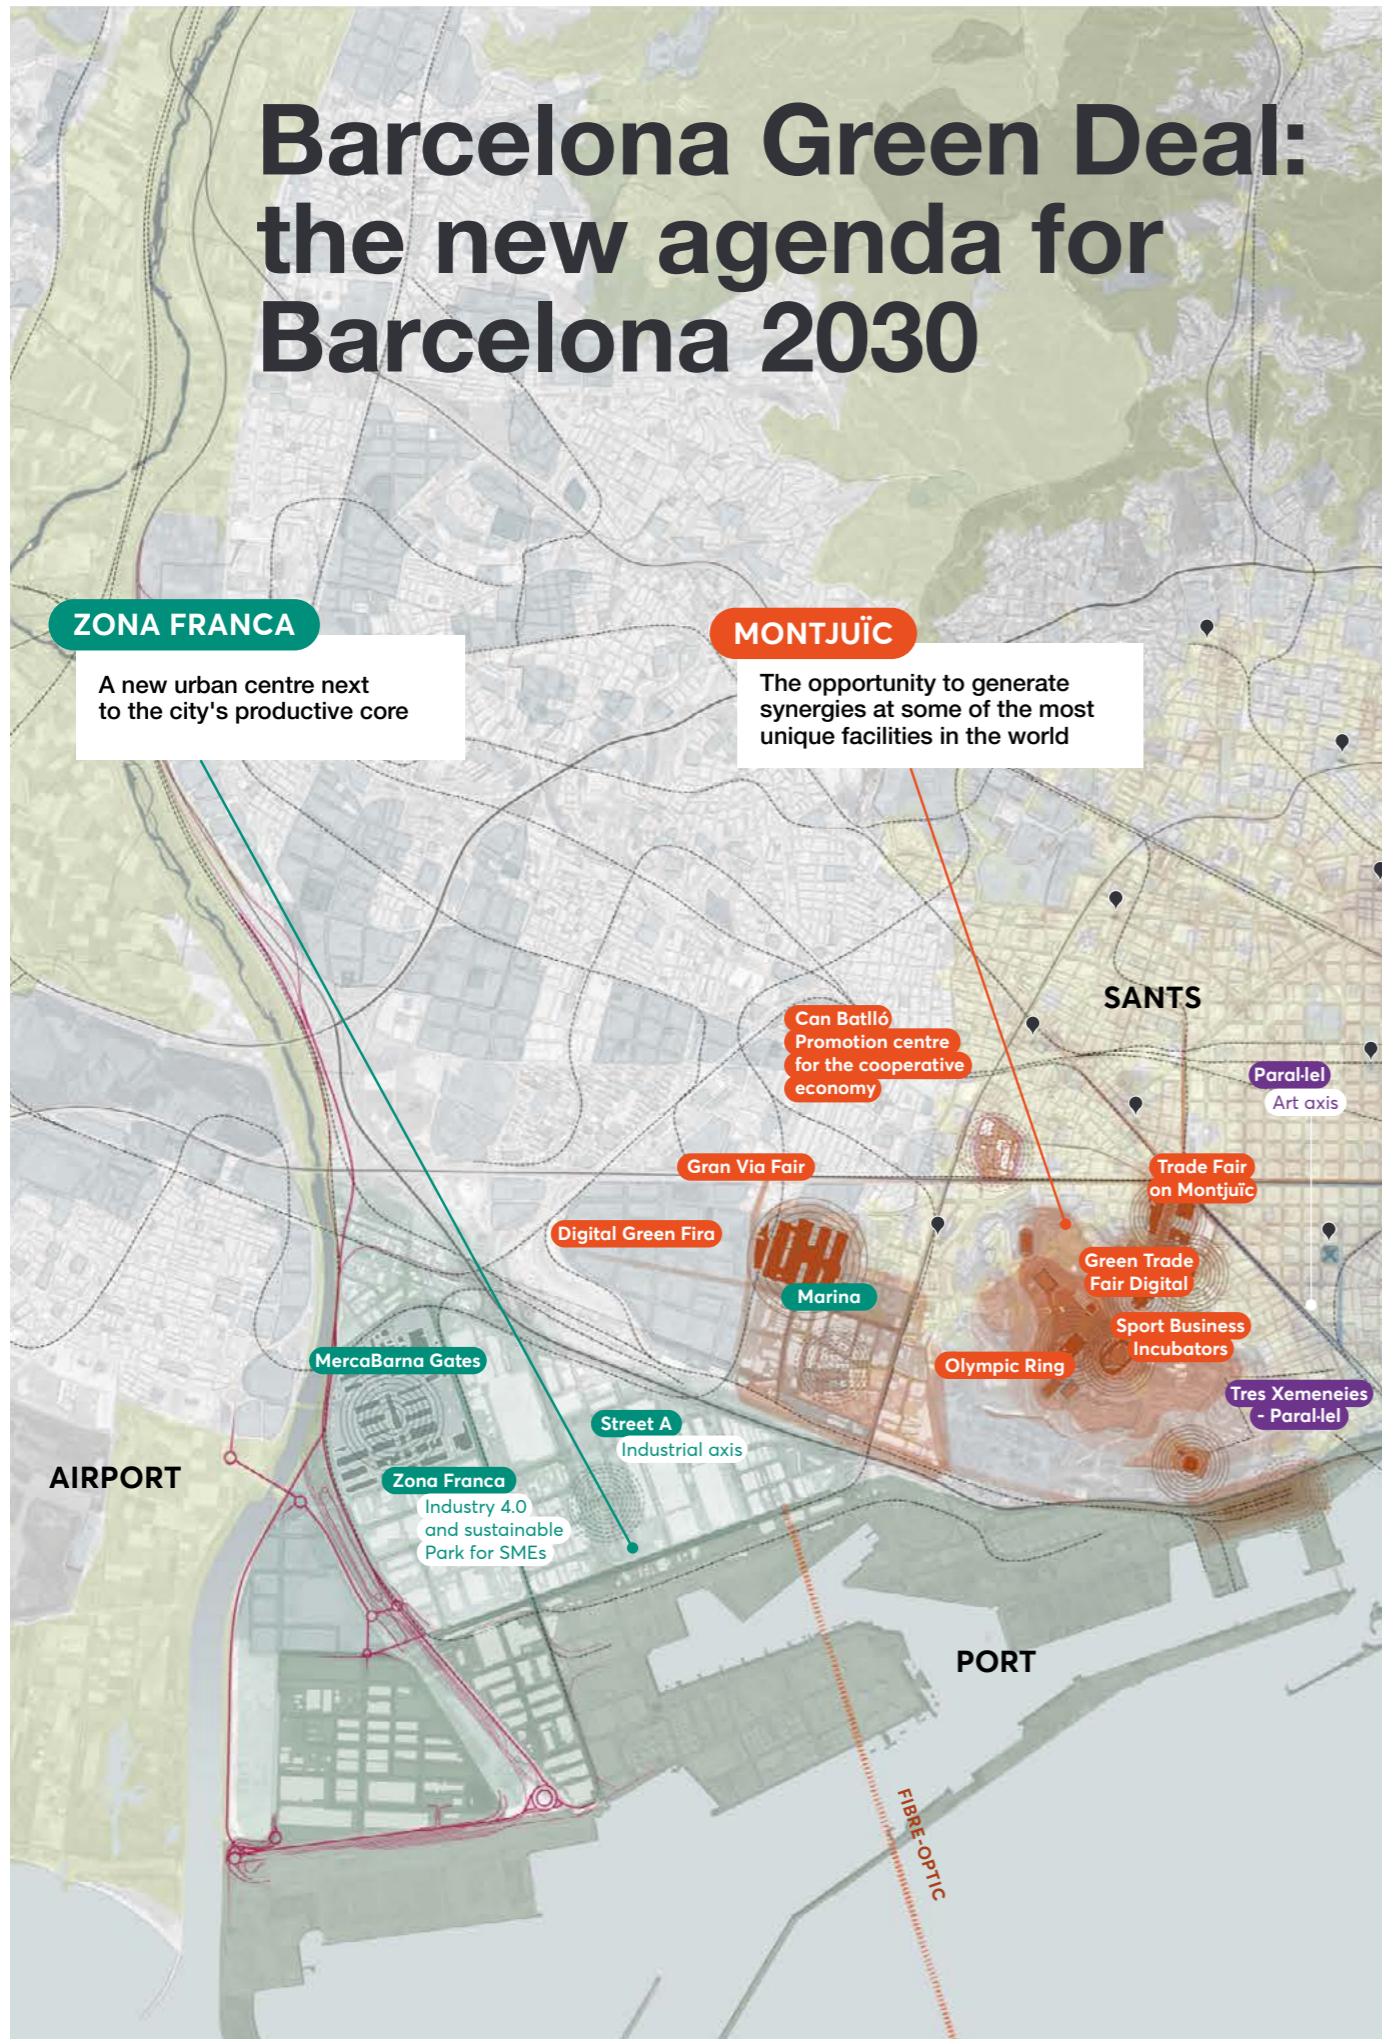 Barcelona Green Deal:
the new agenda for
Barcelona 2030
ZONA FRANCA
A new urban centre next
to the city's productive core
MONTJUÏC
The opportunity to generate
synergies at some of the most
unique facilities in the world
SANTS
Can Batlló
Promotion centre
for the cooperative
economy
Paral·lel
Art axis
Gran Via Fair
Trade Fair
on Montjuïc
Digital Green Fira
Green Trade
Fair Digital
Marina
Sport Business
Incubators
MercaBarna Gates
Olympic Ring
Tres Xemeneies
- Paral·lel
Street A
Industrial axis
AIRPORT
Zona Franca
Industry 4.0
and sustainable
Park for SMEs
PORT
FIBRE-OPTIC